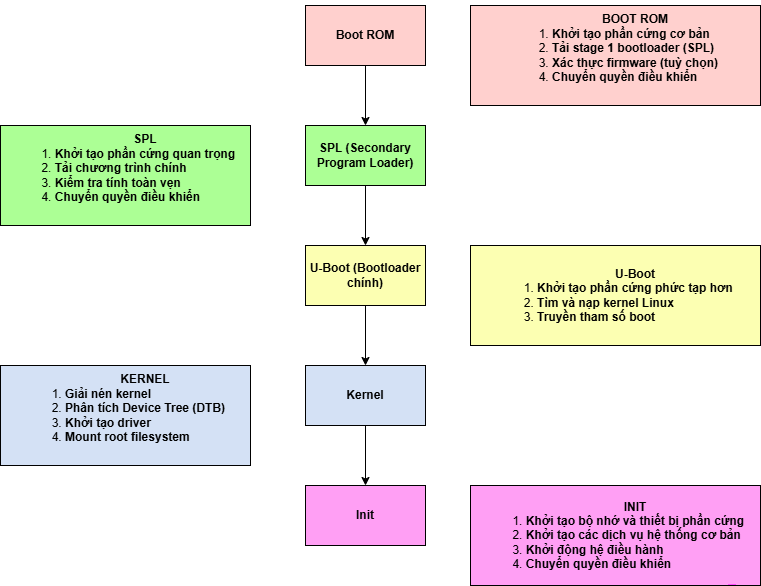 Boot ROM
BOOT ROM
1. Khởi tạo phần cứng cơ bản
2. Tải stage 1 bootloader (SPL)
3. Xác thực firmware (tuỳ chọn)
4. Chuyển quyền điều khiển
SPL
1. Khởi tạo phần cứng quan trọng
2. Tải chương trình chính
3. Kiểm tra tính toàn vẹn
4. Chuyển quyền điều khiển
SPL (Secondary
Program Loader)
U-Boot (Bootloader
chính)
U-Boot
1. Khởi tạo phần cứng phức tạp hơn
2. Tìm và nạp kernel Linux
3. Truyền tham số boot
KERNEL
1. Giải nén kernel
2. Phân tích Device Tree (DTB)
3. Khởi tạo driver
4. Mount root filesystem
Kernel
Init
INIT
1. Khởi tạo bộ nhớ và thiết bị phần cứng
2. Khởi tạo các dịch vụ hệ thống cơ bản
3. Khởi động hệ điều hành
4. Chuyển quyền điều khiển